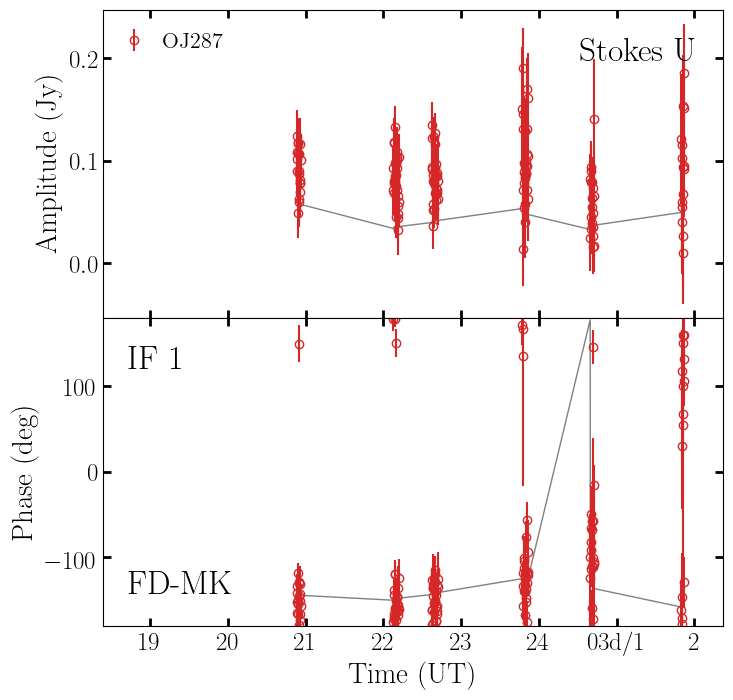 OJ287
Stokes U
Amplitude (Jy)
0.2
0.1
0.0
IF 1
FD-MK
Phase (deg)
100
0
−100
19 20 21 22 23 24 03d/1 2
Time (UT)